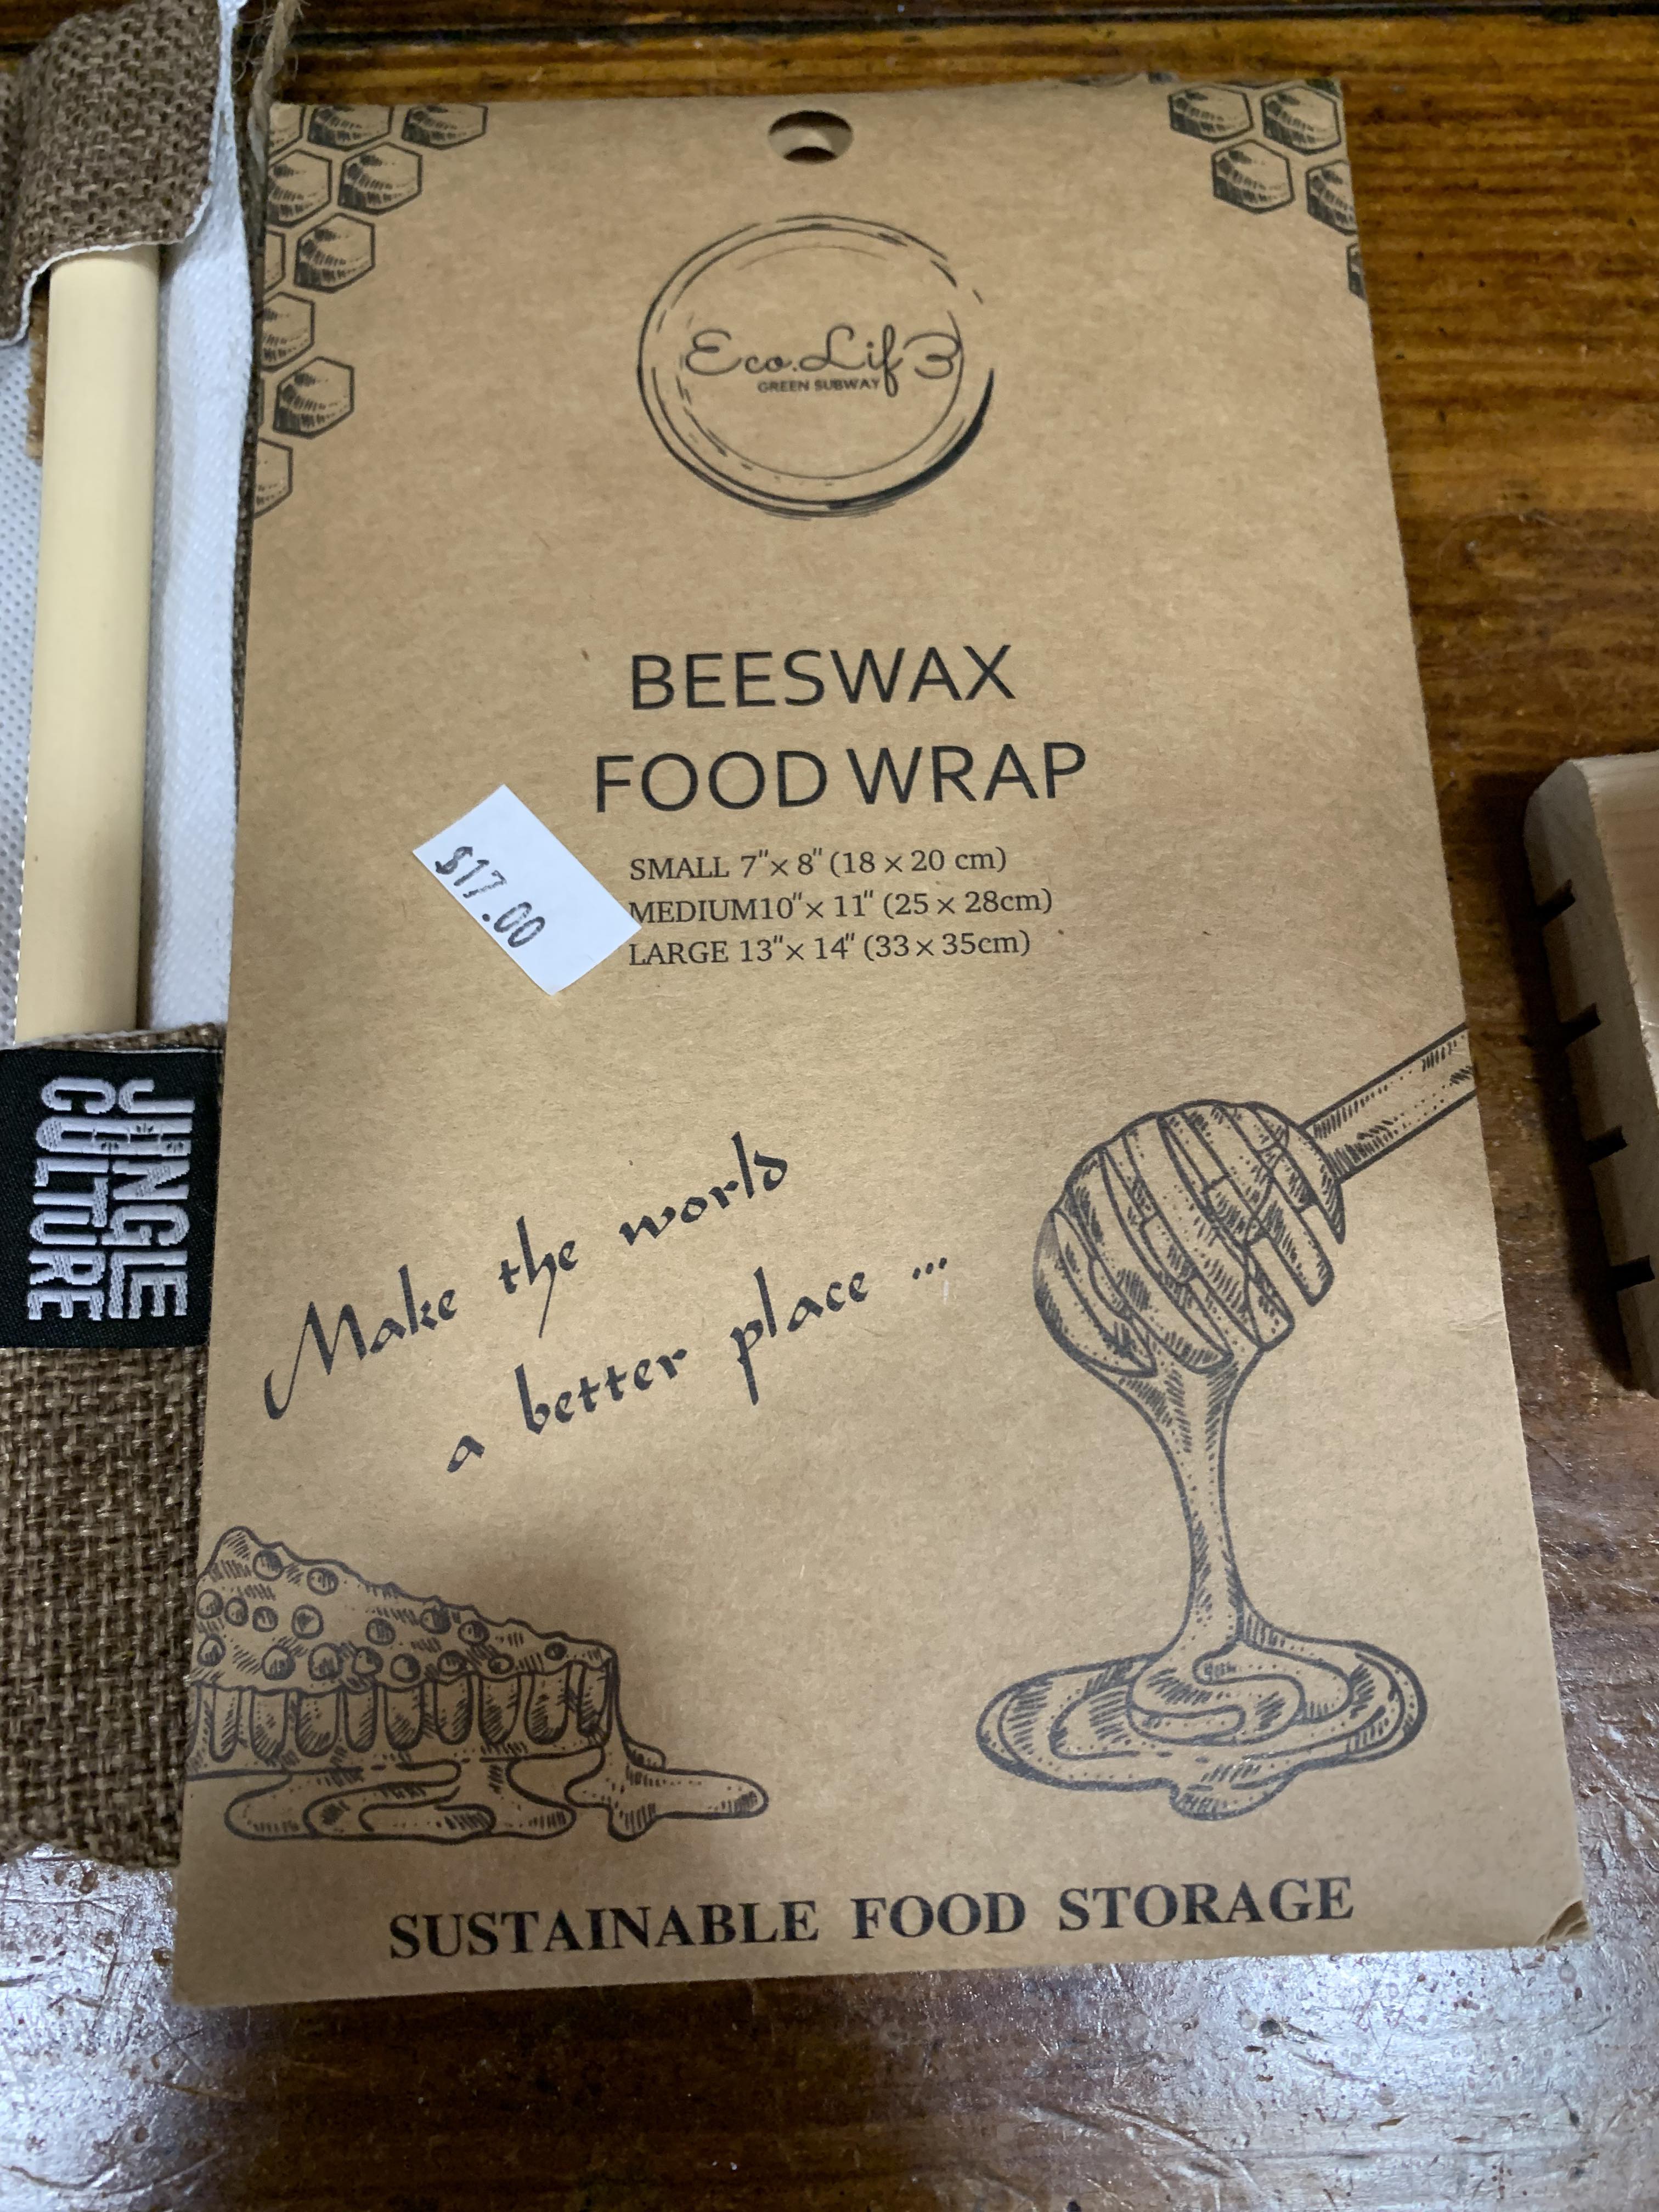 Eco.Lif3
GREEN SUBWAY
BEESWAX
FOOD WRAP
$17.00
SMALL 7"× 8" (18 × 20 cm)
MEDIUM10"× 11" (25 × 28cm)
LARGE 13"× 14" (33 × 35cm)
JUNGLE
CULTURE
Make the world
a better place ...
SUSTAINABLE FOOD STORAGE